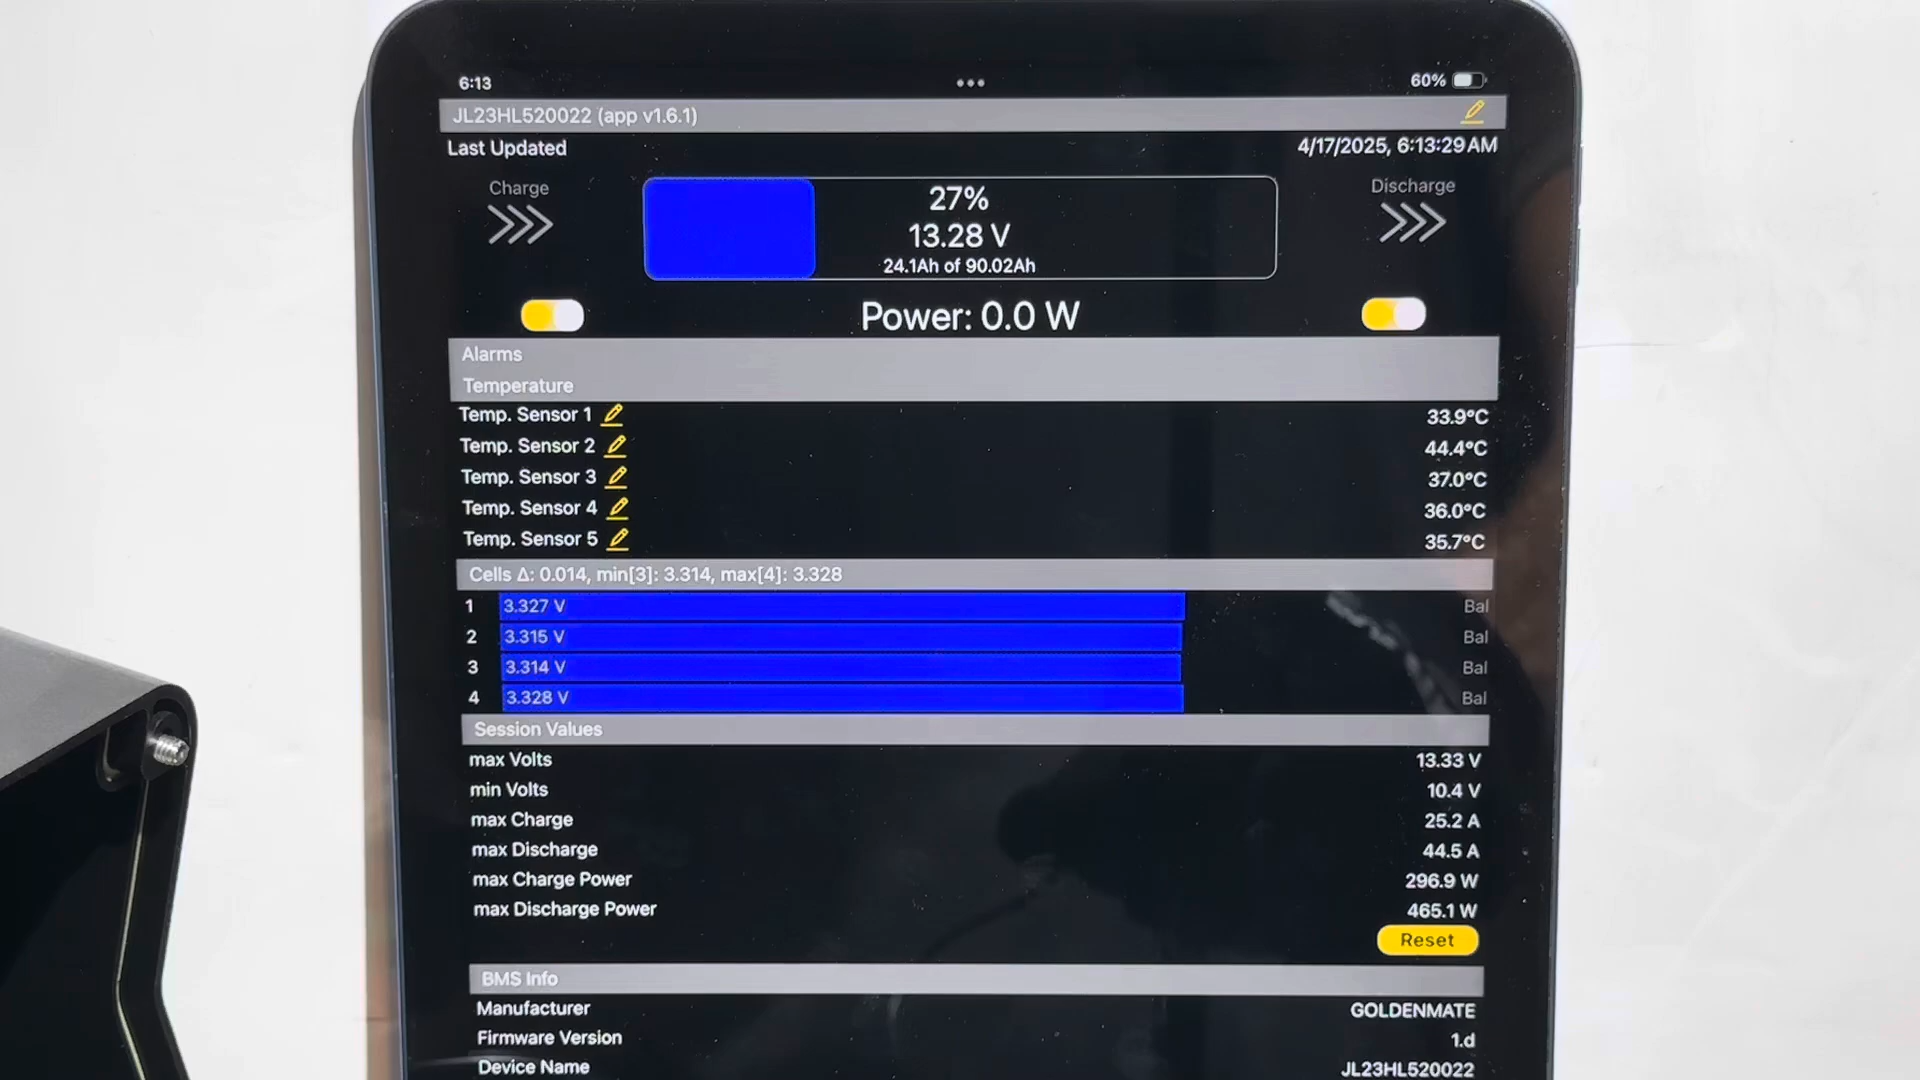 6:13
60%
JL23HL520022 (app v1.6.1)
Last Updated 4/17/2025, 6:13:29 AM
Charge
27%
13.28 V
24.1Ah of 90.02Ah
Discharge
Power: 0.0 W
Alarms
Temperature
Temp. Sensor 1 33.9°C
Temp. Sensor 2 44.4°C
Temp. Sensor 3 37.0°C
Temp. Sensor 4 36.0°C
Temp. Sensor 5 35.7°C
Cells Δ: 0.014, min[3]: 3.314, max[4]: 3.328
1 3.327 V Bal
2 3.315 V Bal
3 3.314 V Bal
4 3.328 V Bal
Session Values
max Volts 13.33 V
min Volts 10.4 V
max Charge 25.2 A
max Discharge 44.5 A
max Charge Power 296.9 W
max Discharge Power 465.1 W
Reset
BMS Info
Manufacturer GOLDENMATE
Firmware Version 1.d
Device Name JL23HL520022